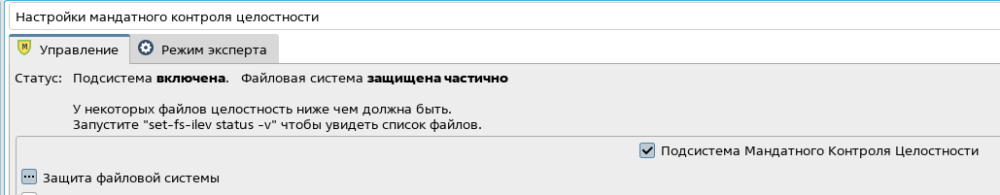 Настройки мандатного контроля целостности
Управление
Режим эксперта
Статус: Подсистема включена. Файловая система защищена частично
У некоторых файлов целостность ниже чем должна быть.
Запустите "set-fs-ilev status -v" чтобы увидеть список файлов.
Подсистема Мандатного Контроля Целостности
Защита файловой системы